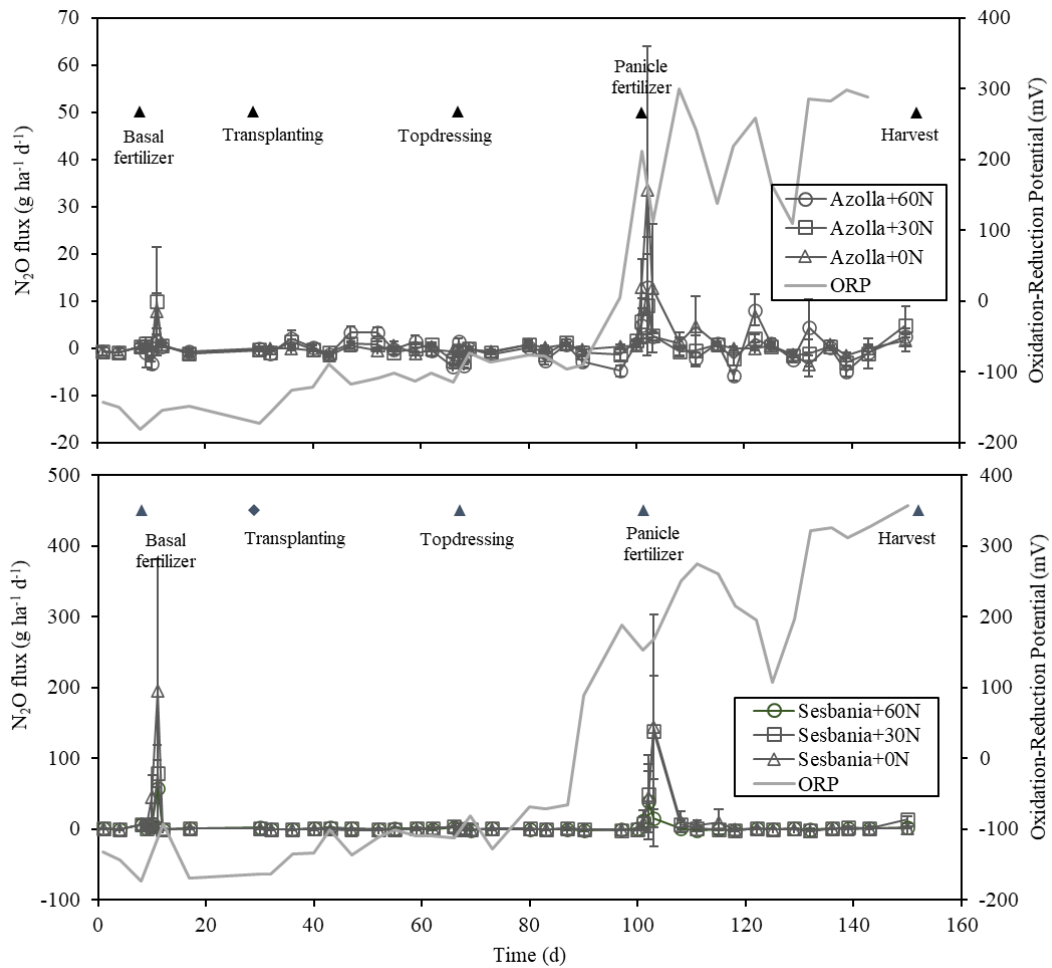 70
60
50
40
30
20
10
0
-10
-20
N₂O flux (g ha⁻¹ d⁻¹)
400
300
200
100
0
-100
-200
Oxidation-Reduction Potential (mV)
Basal
fertilizer
Transplanting
Topdressing
Panicle
fertilizer
Harvest
Azolla+60N
Azolla+30N
Azolla+0N
ORP
500
400
300
200
100
0
-100
N₂O flux (g ha⁻¹ d⁻¹)
400
300
200
100
0
-100
-200
Oxidation-Reduction Potential (mV)
Basal
fertilizer
Transplanting
Topdressing
Panicle
fertilizer
Harvest
Sesbania+60N
Sesbania+30N
Sesbania+0N
ORP
0 20 40 60 80 100 120 140 160
Time (d)